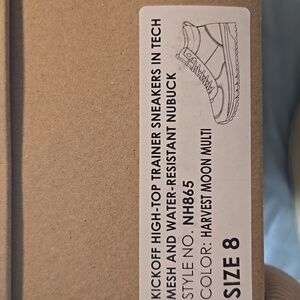 KICKOFF HIGH-TOP TRAINER SNEAKERS IN TECH
MESH AND WATER-RESISTANT NUBUCK
STYLE NO. NH865
COLOR: HARVEST MOON MULTI
SIZE 8